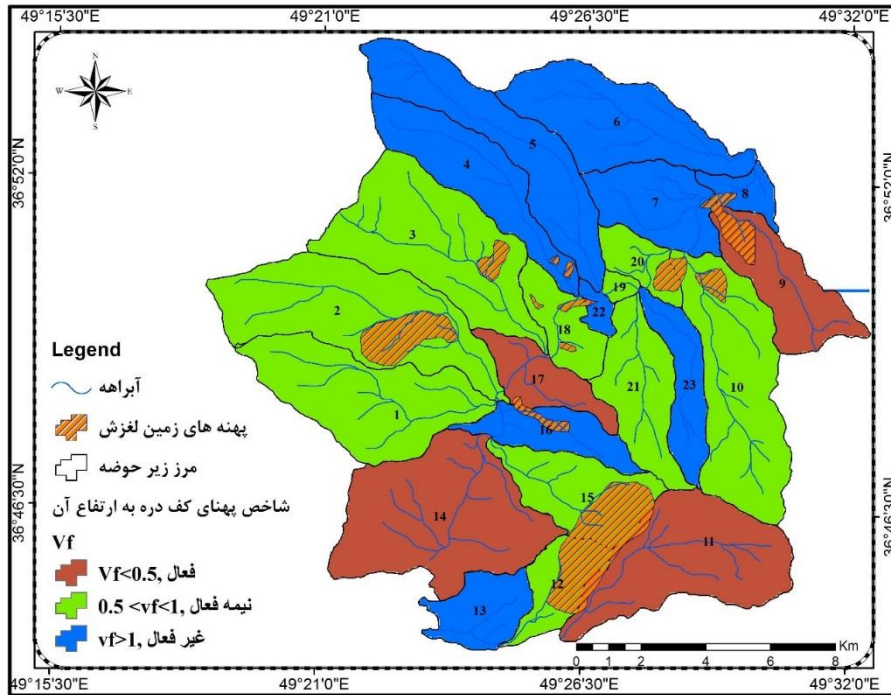 49°15'30"E 49°21'0"E 49°26'30"E 49°32'0"E
N
W E
S
36°52'0"N
36°52'0"N
36°46'30"N
36°46'30"N
6
5
4
7
8
3
20
9
19
2
22
18
17
21
23
10
1
16
15
14
11
12
13
Legend
آبراهه
پهنه های زمین لغزش
مرز زیر حوضه
شاخص پهنای کف دره به ارتفاع آن
Vf
فعال ,Vf<0.5
نیمه فعال ,0.5 <vf<1
غیر فعال ,vf>1
Km
0 1 2 4 6 8
49°15'30"E 49°21'0"E 49°26'30"E 49°32'0"E